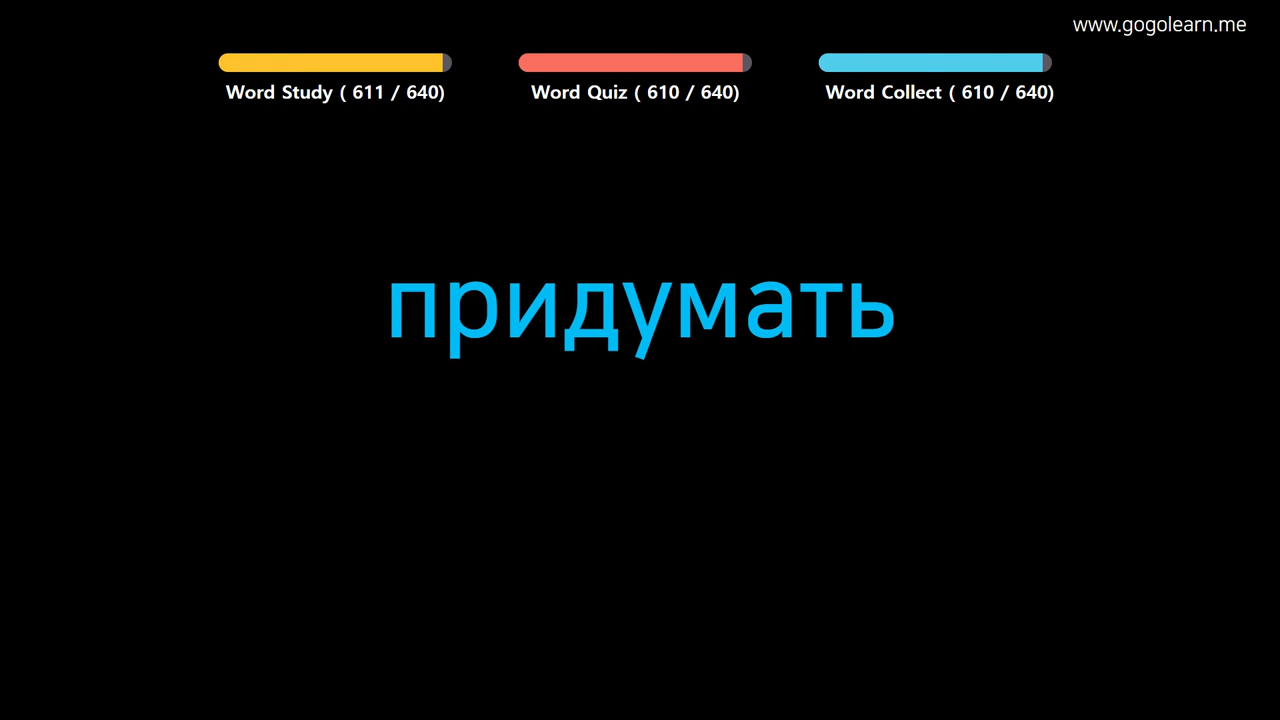 www.gogolearn.me
Word Study ( 611 / 640)
Word Quiz ( 610 / 640)
Word Collect ( 610 / 640)
придумать